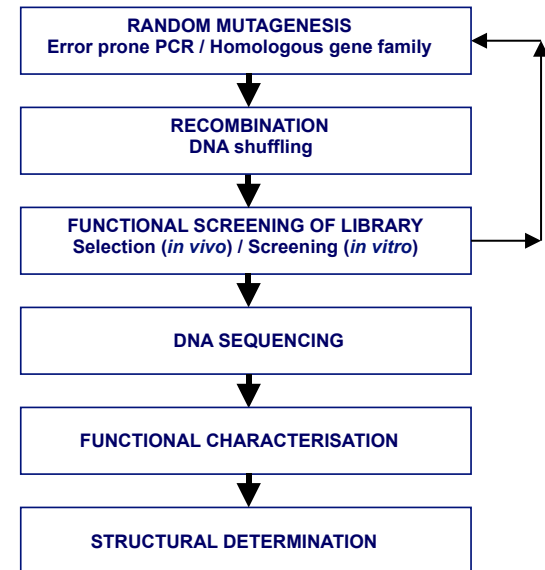 RANDOM MUTAGENESIS
Error prone PCR / Homologous gene family
RECOMBINATION
DNA shuffling
FUNCTIONAL SCREENING OF LIBRARY
Selection (in vivo) / Screening (in vitro)
DNA SEQUENCING
FUNCTIONAL CHARACTERISATION
STRUCTURAL DETERMINATION